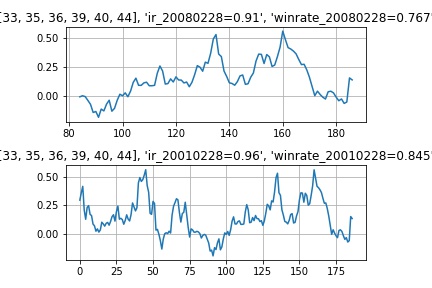 [33, 35, 36, 39, 40, 44], 'ir_20080228=0.91', 'winrate_20080228=0.767'
0.50
0.25
0.00
80 100 120 140 160 180
[33, 35, 36, 39, 40, 44], 'ir_20010228=0.96', 'winrate_20010228=0.845'
0.50
0.25
0.00
0 25 50 75 100 125 150 175